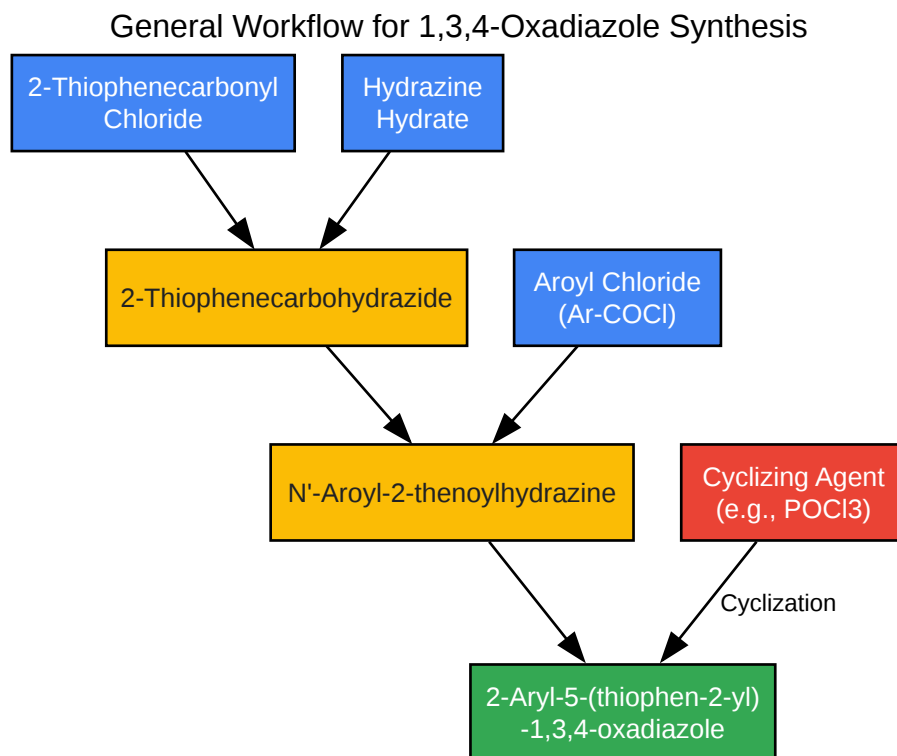 General Workflow for 1,3,4-Oxadiazole Synthesis
2-Thiophenecarbonyl
Chloride
Hydrazine
Hydrate
2-Thiophenecarbohydrazide
Aroyl Chloride
(Ar-COCl)
N'-Aroyl-2-thenoylhydrazine
Cyclizing Agent
(e.g., POCl3)
Cyclization
2-Aryl-5-(thiophen-2-yl)
-1,3,4-oxadiazole